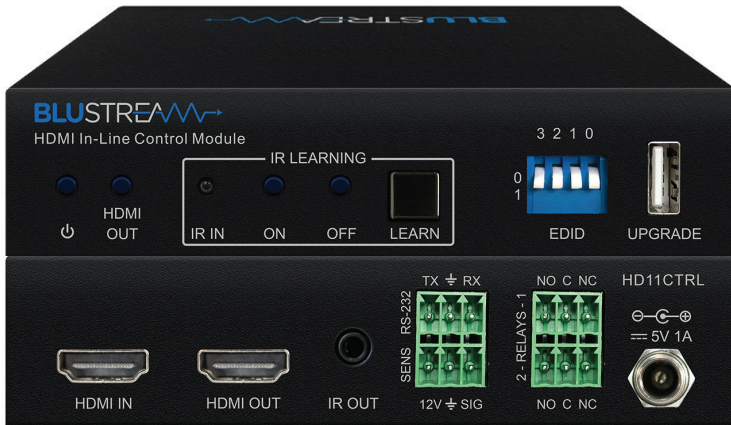 BLUSTREAM
BLUSTREAM
HDMI In-Line Control Module
IR LEARNING
HDMI
OUT
IR IN
ON
OFF
LEARN
3 2 1 0
0
1
EDID
UPGRADE
HDMI IN
HDMI OUT
IR OUT
SENS
RS-232
TX
RX
12V
SIG
2 - RELAYS - 1
NO C NC
NO C NC
HD11CTRL
5V 1A